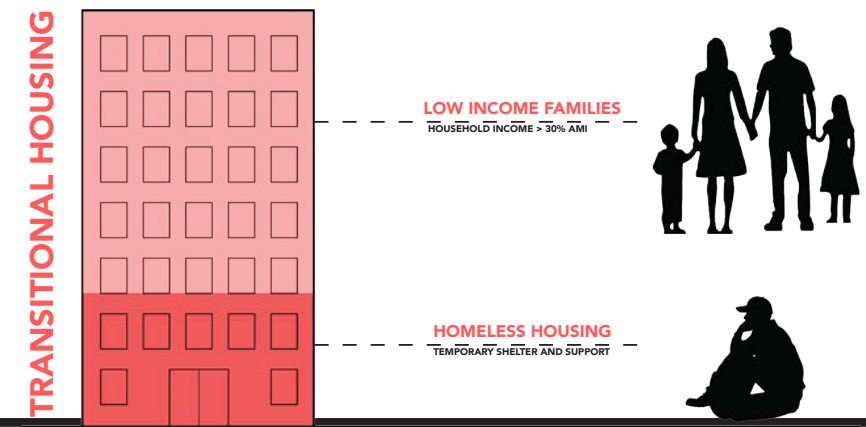 TRANSITIONAL HOUSING
LOW INCOME FAMILIES
HOUSEHOLD INCOME > 30% AMI
HOMELESS HOUSING
TEMPORARY SHELTER AND SUPPORT